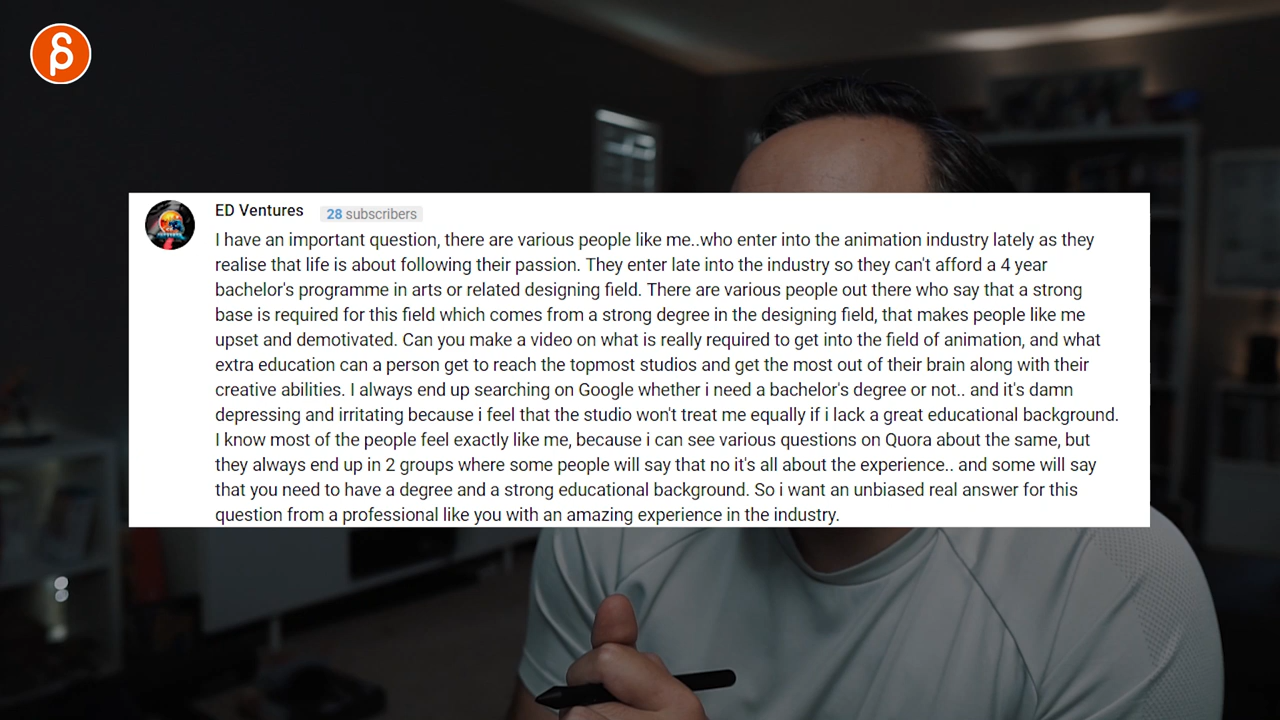 ED Ventures 28 subscribers
I have an important question, there are various people like me..who enter into the animation industry lately as they
realise that life is about following their passion. They enter late into the industry so they can't afford a 4 year
bachelor's programme in arts or related designing field. There are various people out there who say that a strong
base is required for this field which comes from a strong degree in the designing field, that makes people like me
upset and demotivated. Can you make a video on what is really required to get into the field of animation, and what
extra education can a person get to reach the topmost studios and get the most out of their brain along with their
creative abilities. I always end up searching on Google whether i need a bachelor's degree or not.. and it's damn
depressing and irritating because i feel that the studio won't treat me equally if i lack a great educational background.
I know most of the people feel exactly like me, because i can see various questions on Quora about the same, but
they always end up in 2 groups where some people will say that no it's all about the experience.. and some will say
that you need to have a degree and a strong educational background. So i want an unbiased real answer for this
question from a professional like you with an amazing experience in the industry.